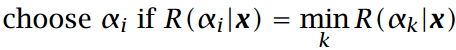 choose αᵢ if R(αᵢ|x) = min_k R(αₖ|x)